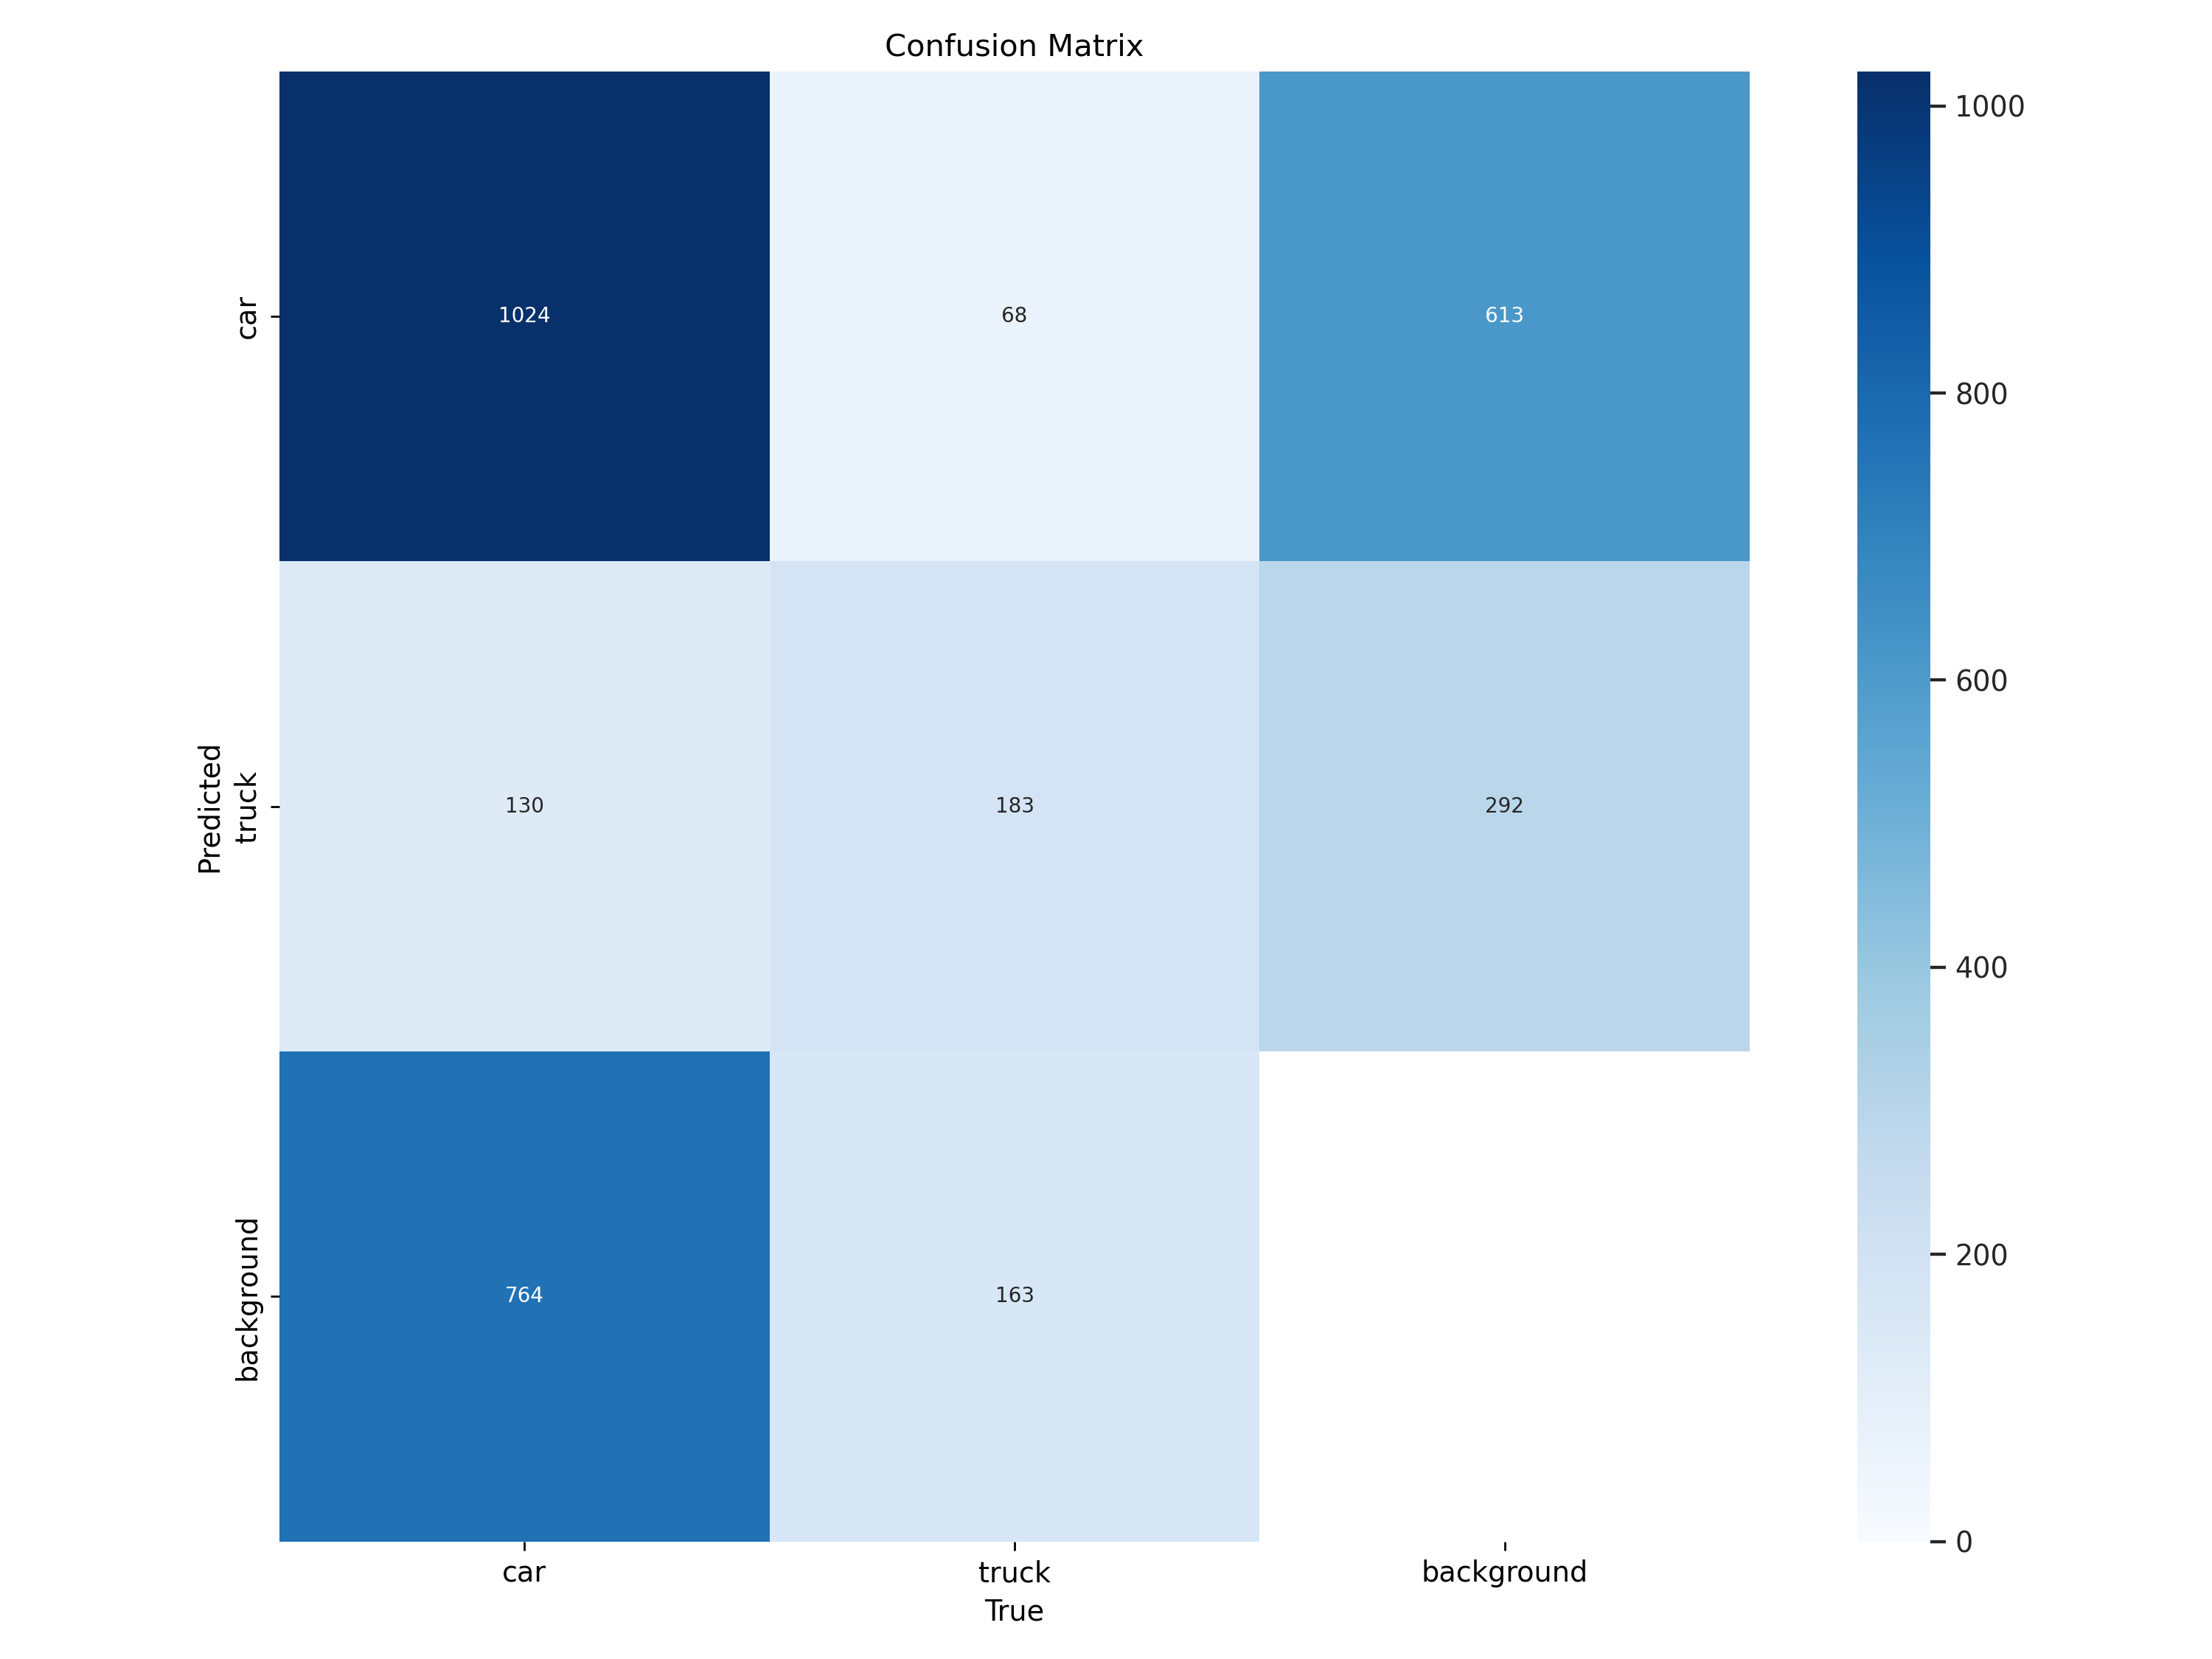 Confusion Matrix
car
1024
68
613
1000
800
600
400
200
0
Predicted
truck
130
183
292
background
764
163
car
truck
background
True